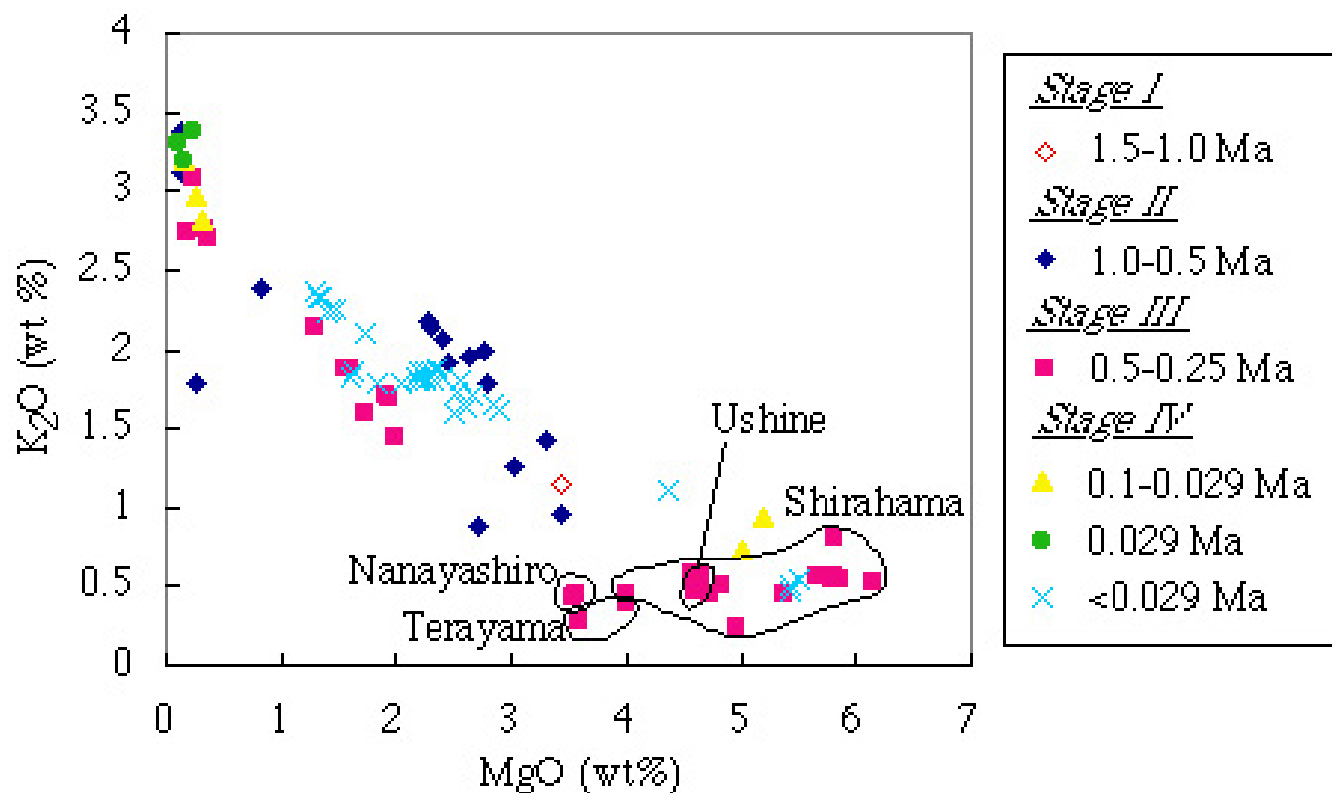 4
3.5
3
2.5
2
1.5
1
0.5
0
K2O (wt %)
0 1 2 3 4 5 6 7
MgO (wt%)
Ushine
Shirahama
Nanayashiro
Terayama
Stage I
1.5-1.0 Ma
Stage II
1.0-0.5 Ma
Stage III
0.5-0.25 Ma
Stage IV
0.1-0.029 Ma
0.029 Ma
<0.029 Ma